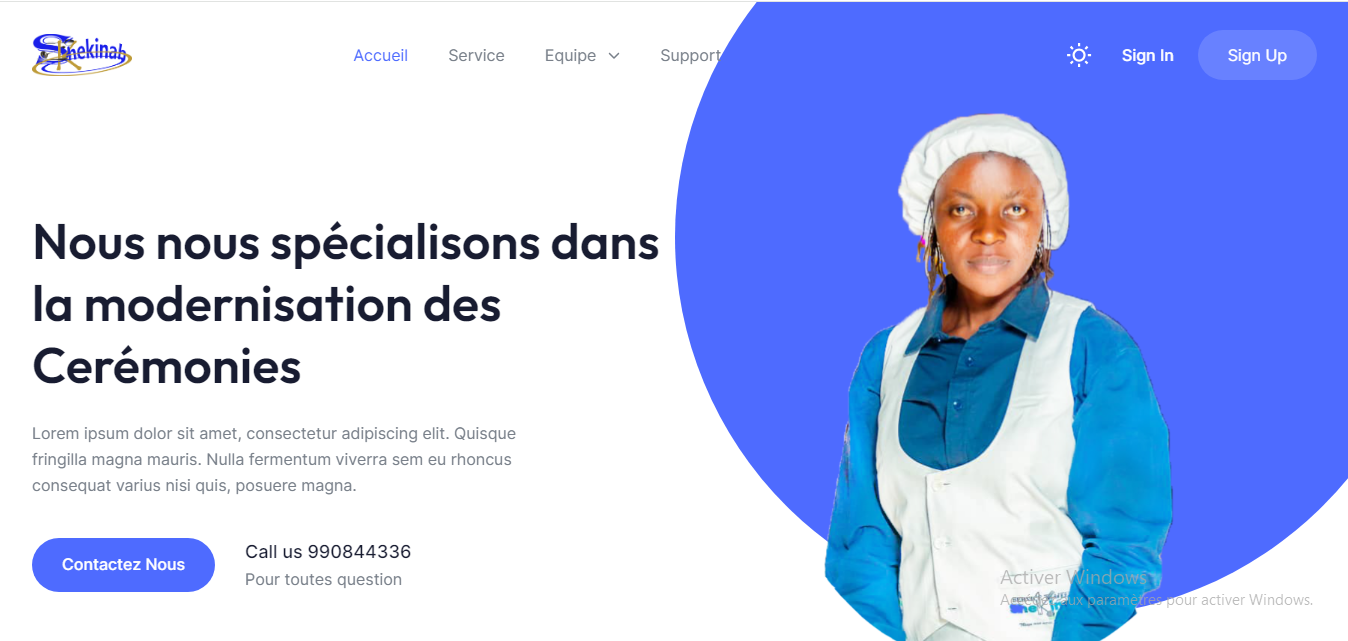 Shekinah
Accueil Service Equipe Support
Sign In Sign Up
Nous nous spécialisons dans
la modernisation des
Cerémonies
Lorem ipsum dolor sit amet, consectetur adipiscing elit. Quisque
fringilla magna mauris. Nulla fermentum viverra sem eu rhoncus
consequat varius nisi quis, posuere magna.
Contactez Nous
Call us 990844336
Pour toutes question
Activer Windows
aux paramètres pour activer Windows.